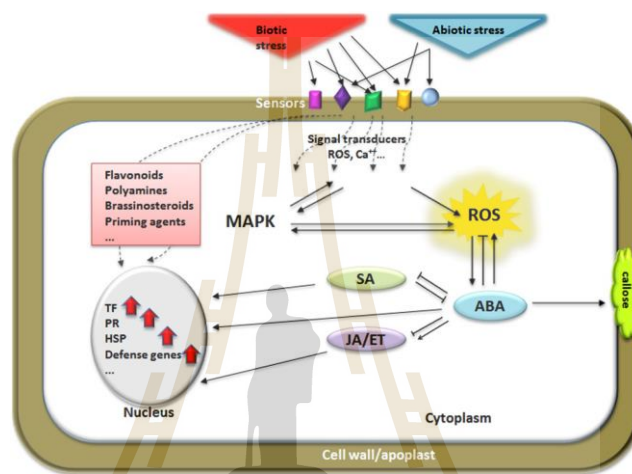 Biotic
stress
Abiotic stress
Sensors
Signal transducers
ROS, Ca⁺⁺...
Flavonoids
Polyamines
Brassinosteroids
Priming agents
...
MAPK
ROS
SA
ABA
callose
JA/ET
TF
PR
HSP
Defense genes
...
Nucleus
Cytoplasm
Cell wall/apoplast